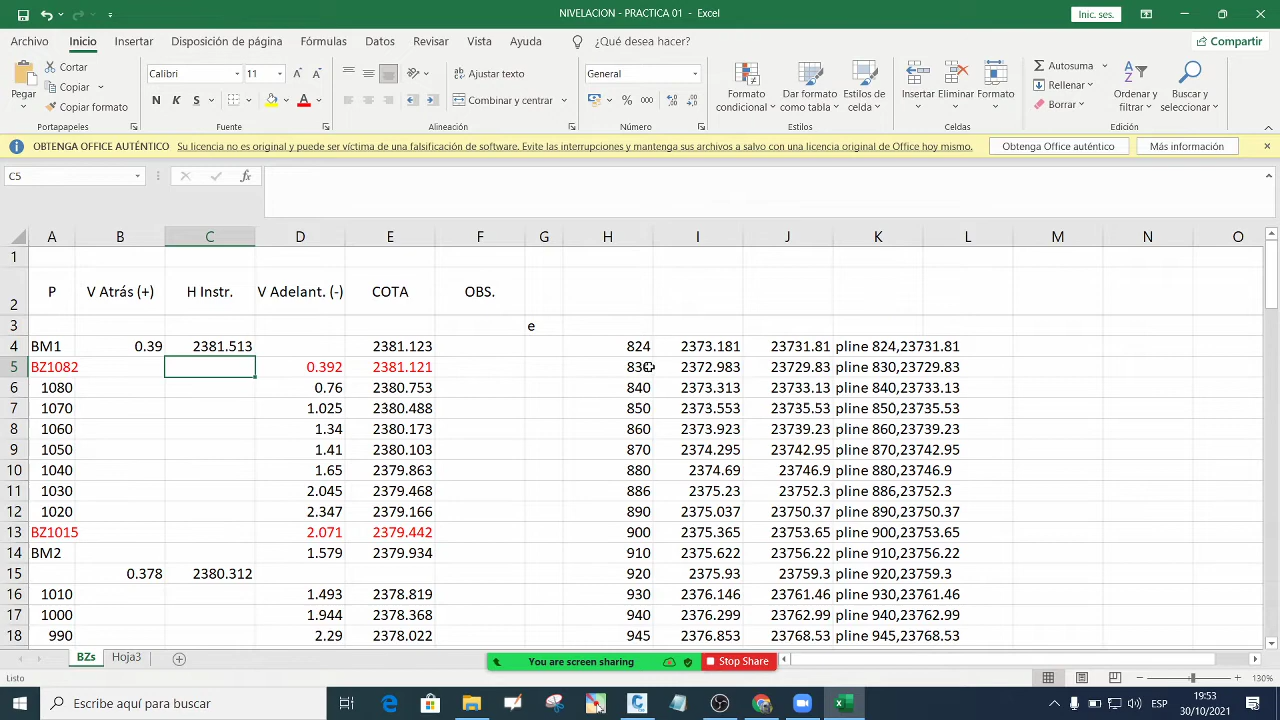 NIVELACION - PRACTICA 01 - Excel
Inic. ses.
Archivo Inicio Insertar Disposición de página Fórmulas Datos Revisar Vista Ayuda ¿Qué desea hacer? Compartir
Pegar
Cortar
Copiar
Copiar formato
Portapapeles
Calibri 11
N K S
Fuente
Ajustar texto
Combinar y centrar
Alineación
General
% 000
Número
Formato condicional
Dar formato como tabla
Estilos de celda
Estilos
Insertar Eliminar Formato
Celdas
Autosuma
Rellenar
Borrar
Ordenar y filtrar
Buscar y seleccionar
Edición
OBTENGA OFFICE AUTÉNTICO Su licencia no es original y puede ser víctima de una falsificación de software. Evite las interrupciones y mantenga sus archivos a salvo con una licencia original de Office hoy mismo. Obtenga Office auténtico Más información
C5 fx
A B C D E F G H I J K L M N O
1
2 P V Atrás (+) H Instr. V Adelant. (-) COTA OBS.
3 e
4 BM1 0.39 2381.513 2381.123 824 2373.181 23731.81 pline 824,23731.81
5 BZ1082 0.392 2381.121 830 2372.983 23729.83 pline 830,23729.83
6 1080 0.76 2380.753 840 2373.313 23733.13 pline 840,23733.13
7 1070 1.025 2380.488 850 2373.553 23735.53 pline 850,23735.53
8 1060 1.34 2380.173 860 2373.923 23739.23 pline 860,23739.23
9 1050 1.41 2380.103 870 2374.295 23742.95 pline 870,23742.95
10 1040 1.65 2379.863 880 2374.69 23746.9 pline 880,23746.9
11 1030 2.045 2379.468 886 2375.23 23752.3 pline 886,23752.3
12 1020 2.347 2379.166 890 2375.037 23750.37 pline 890,23750.37
13 BZ1015 2.071 2379.442 900 2375.365 23753.65 pline 900,23753.65
14 BM2 1.579 2379.934 910 2375.622 23756.22 pline 910,23756.22
15 0.378 2380.312 920 2375.93 23759.3 pline 920,23759.3
16 1010 1.493 2378.819 930 2376.146 23761.46 pline 930,23761.46
17 1000 1.944 2378.368 940 2376.299 23762.99 pline 940,23762.99
18 990 2.29 2378.022 945 2376.853 23768.53 pline 945,23768.53
BZs Hoja3
You are screen sharing Stop Share
Listo 130%
Escribe aquí para buscar
ESP
19:53
30/10/2021